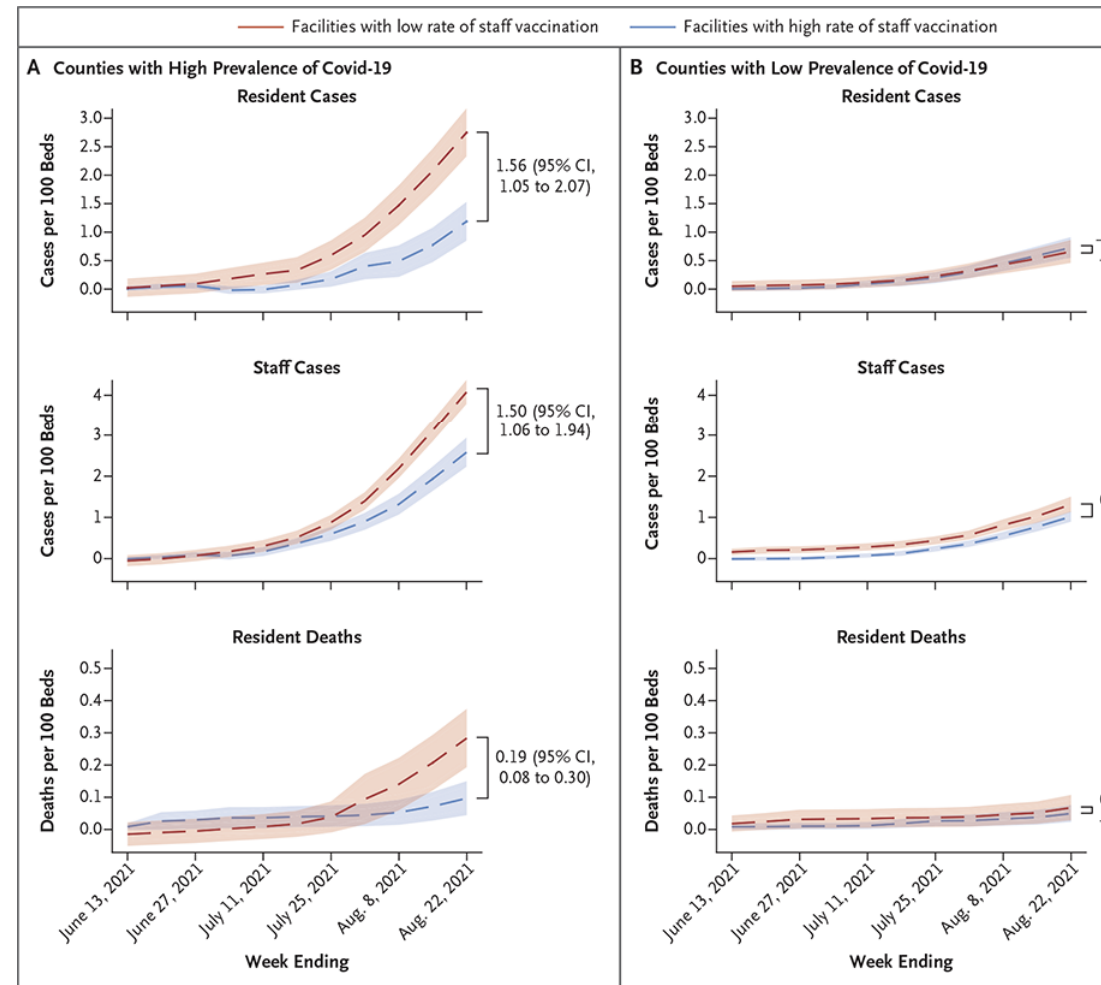 Facilities with low rate of staff vaccination
Facilities with high rate of staff vaccination
A Counties with High Prevalence of Covid-19
Resident Cases
Cases per 100 Beds
3.0
2.5
2.0
1.5
1.0
0.5
0.0
1.56 (95% CI,
1.05 to 2.07)
Staff Cases
Cases per 100 Beds
4
3
2
1
0
1.50 (95% CI,
1.06 to 1.94)
Resident Deaths
Deaths per 100 Beds
0.5
0.4
0.3
0.2
0.1
0.0
0.19 (95% CI,
0.08 to 0.30)
June 13, 2021
June 27, 2021
July 11, 2021
July 25, 2021
Aug. 8, 2021
Aug. 22, 2021
Week Ending
B Counties with Low Prevalence of Covid-19
Resident Cases
Cases per 100 Beds
3.0
2.5
2.0
1.5
1.0
0.5
0.0
Staff Cases
Cases per 100 Beds
4
3
2
1
0
Resident Deaths
Deaths per 100 Beds
0.5
0.4
0.3
0.2
0.1
0.0
June 13, 2021
June 27, 2021
July 11, 2021
July 25, 2021
Aug. 8, 2021
Aug. 22, 2021
Week Ending